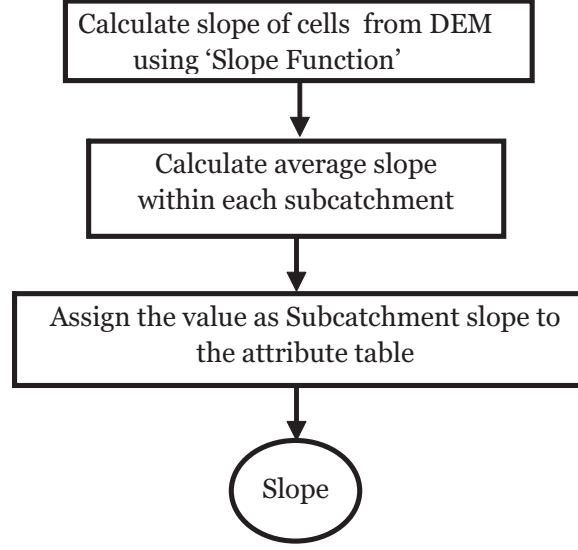 Calculate slope of cells from DEM
using ‘Slope Function’
Calculate average slope
within each subcatchment
Assign the value as Subcatchment slope to
the attribute table
Slope